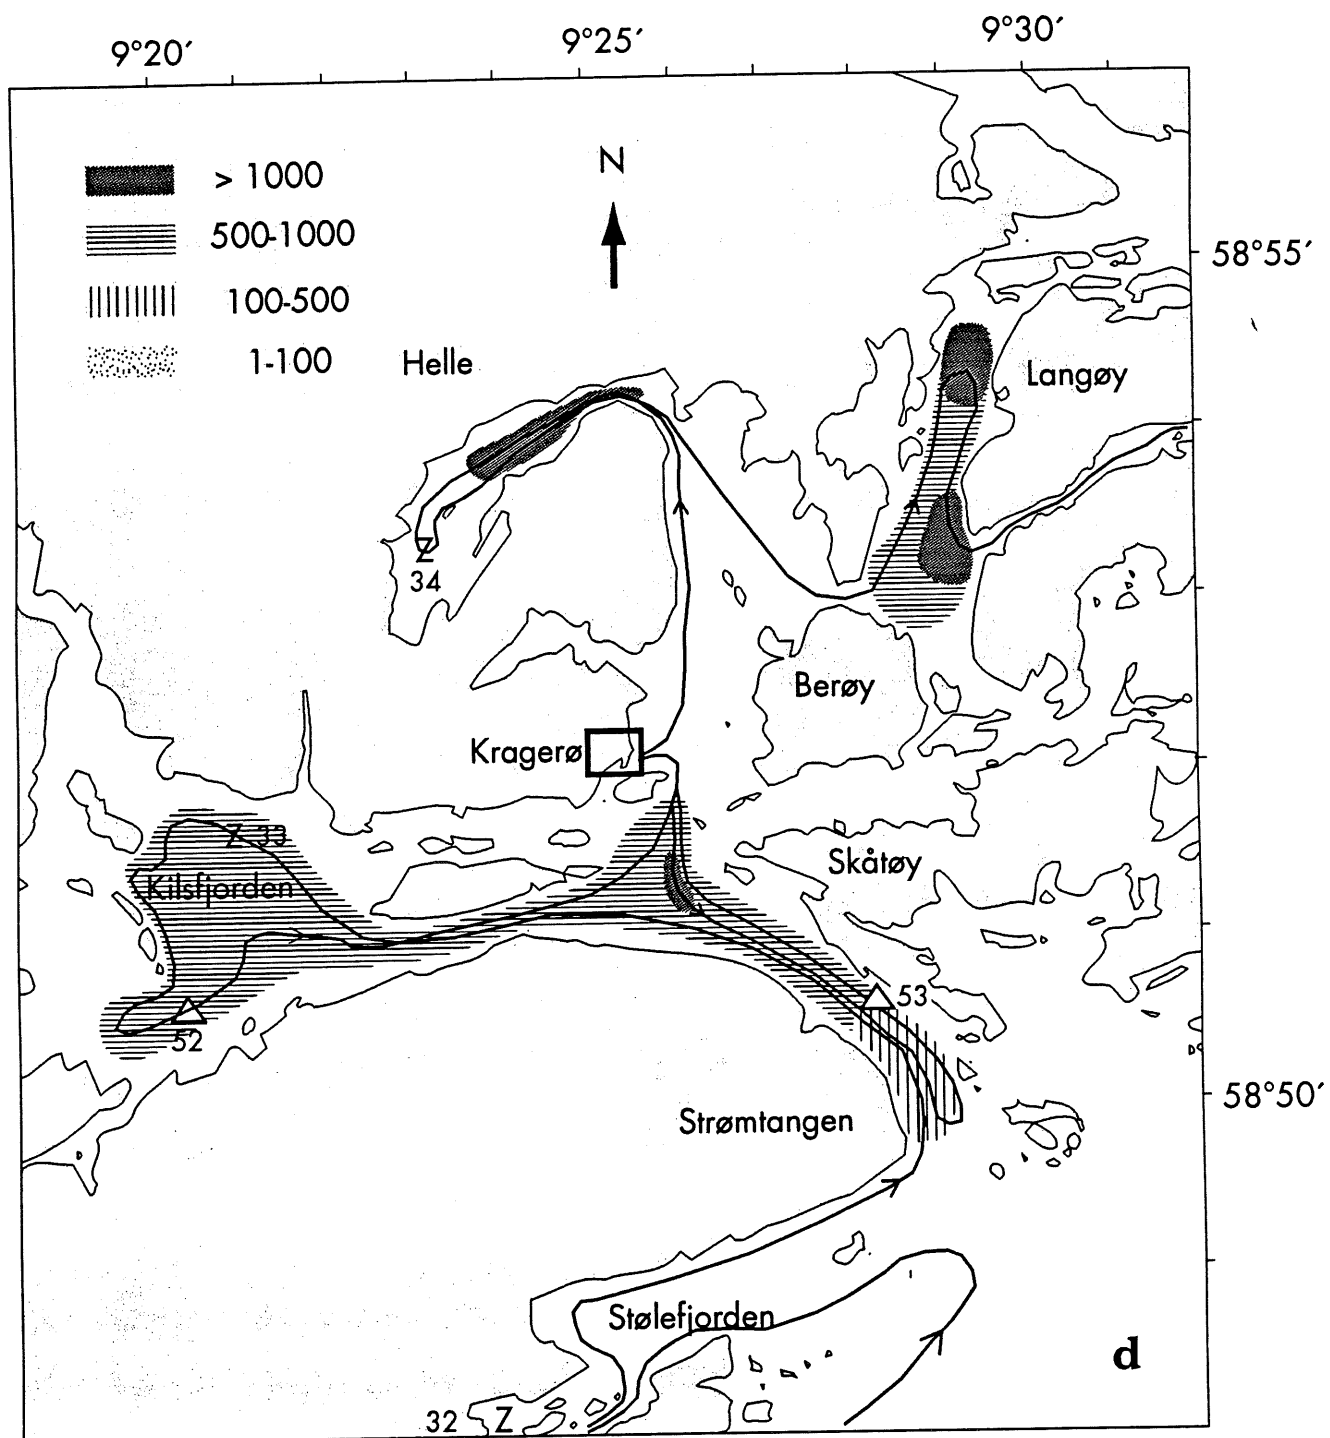 9°20′ 9°25′ 9°30′
> 1000
N
500-1000
58°55′
100-500
1-100
Helle
Langøy
Z
34
Berøy
Kragerø
Z 33
Skåtøy
Kilsfjorden
53
52
58°50′
Strømtangen
Stølefjorden
d
32 Z